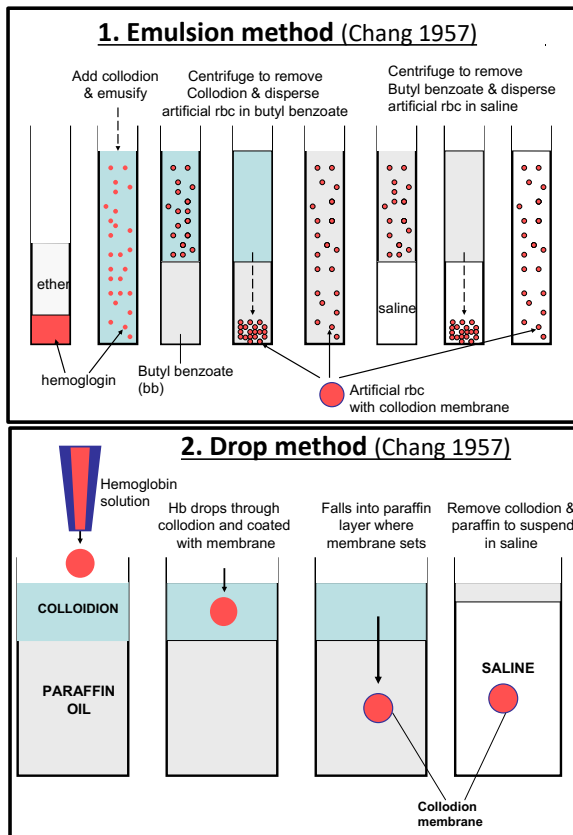 1. Emulsion method (Chang 1957)
Add collodion
& emusify
Centrifuge to remove
Collodion & disperse
artificial rbc in butyl benzoate
Centrifuge to remove
Butyl benzoate & disperse
artificial rbc in saline
ether
saline
hemoglogin
Butyl benzoate
(bb)
Artificial rbc
with collodion membrane
2. Drop method (Chang 1957)
Hemoglobin
solution
Hb drops through
collodion and coated
with membrane
Falls into paraffin
layer where
membrane sets
Remove collodion &
paraffin to suspend
in saline
COLLOIDION
PARAFFIN
OIL
SALINE
Collodion
membrane